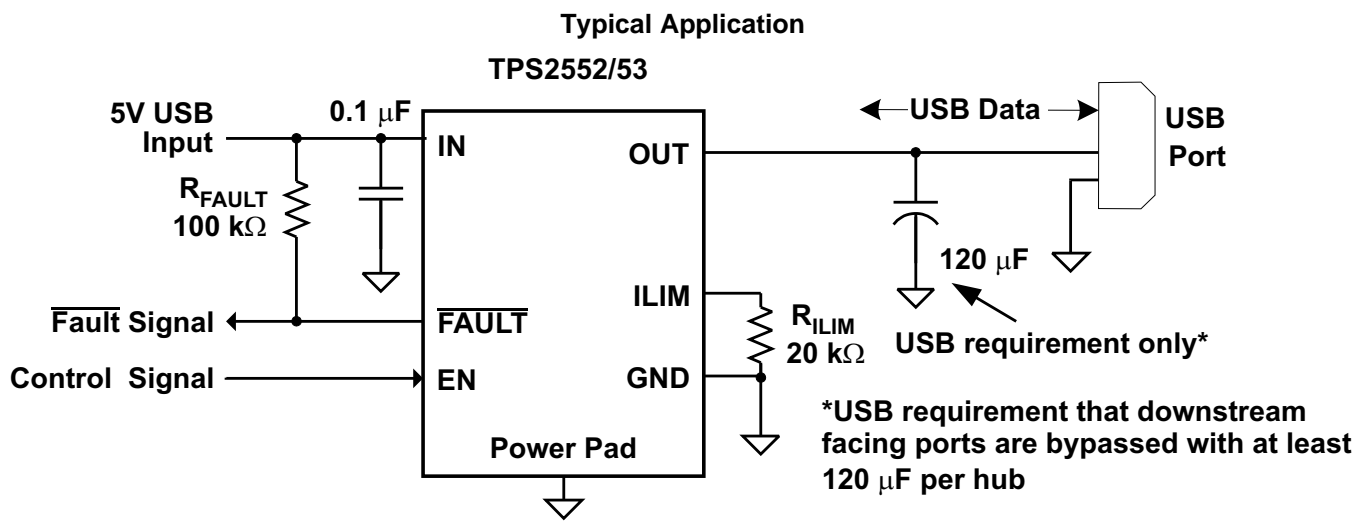 Typical Application
TPS2552/53
5V USB
Input
0.1 μF
R_FAULT
100 kΩ
Fault Signal
Control Signal
IN
FAULT
EN
OUT
ILIM
GND
Power Pad
R_ILIM
20 kΩ
USB Data
USB
Port
120 μF
USB requirement only*
*USB requirement that downstream
facing ports are bypassed with at least
120 μF per hub